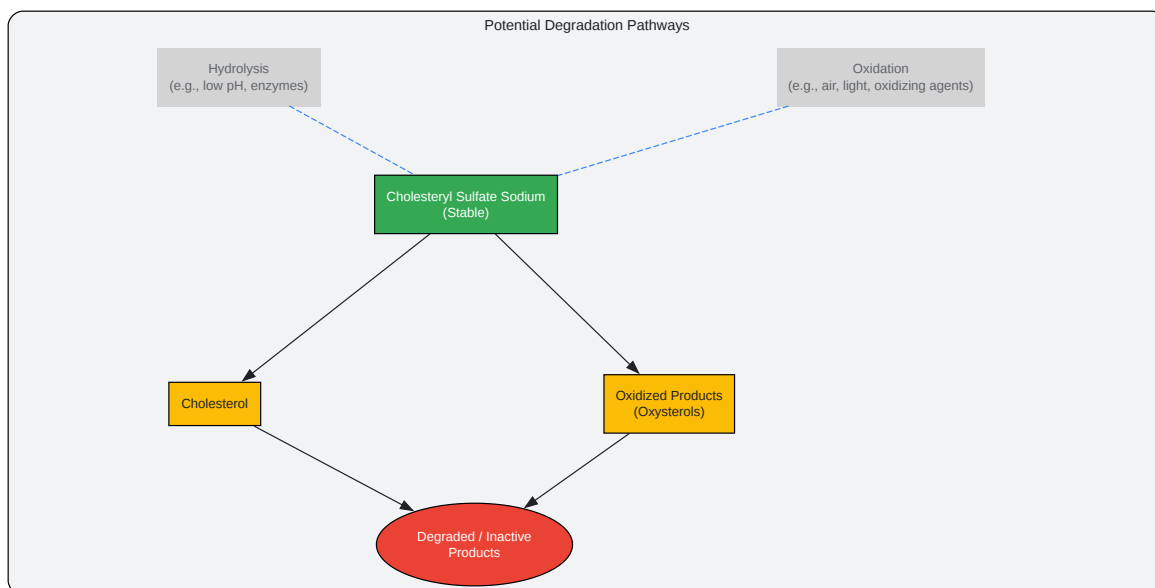 Potential Degradation Pathways
Hydrolysis
(e.g., low pH, enzymes)
Oxidation
(e.g., air, light, oxidizing agents)
Cholesteryl Sulfate Sodium
(Stable)
Cholesterol
Oxidized Products
(Oxysterols)
Degraded / Inactive
Products